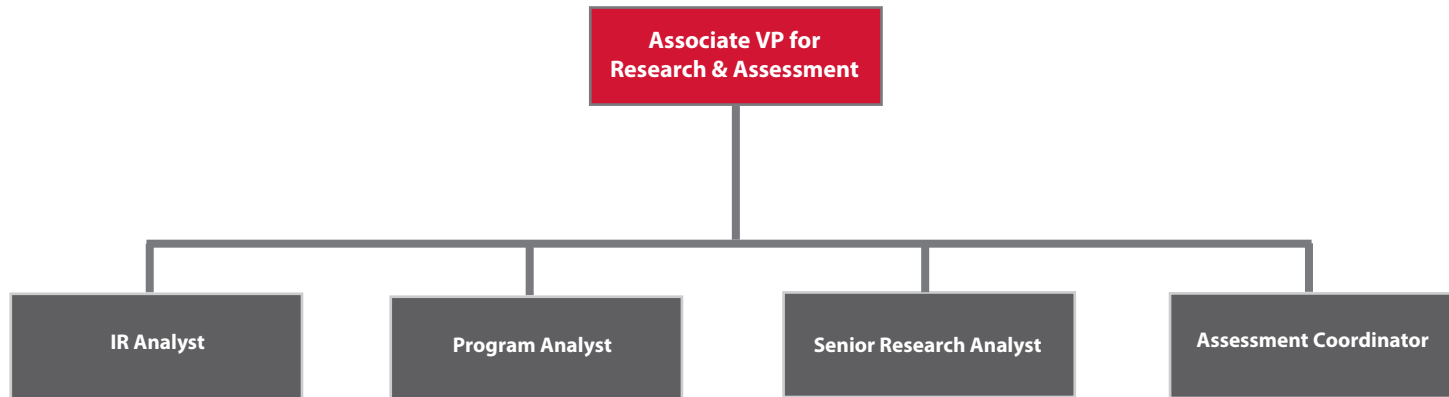 Associate VP for
Research & Assessment
IR Analyst
Program Analyst
Senior Research Analyst
Assessment Coordinator